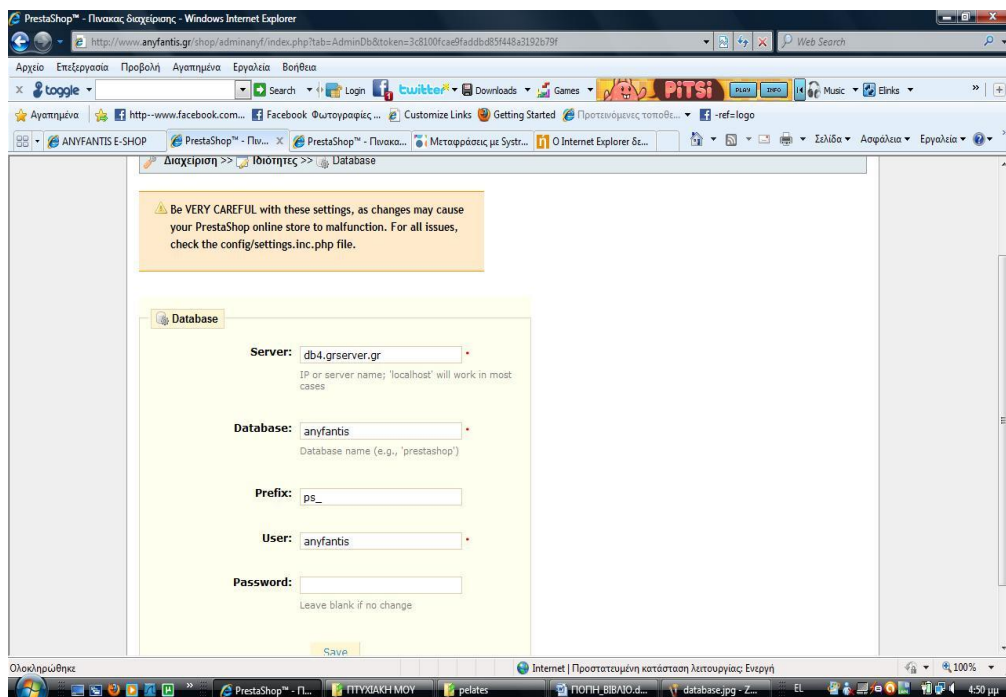 PrestaShop™ - Πινακας διαχείρισης - Windows Internet Explorer
http://www.anyfantis.gr/shop/adminanyf/index.php?tab=AdminDb&token=3c8100fcae9faddbd85f448a3192b79f
Web Search
Αρχείο Επεξεργασία Προβολή Αγαπημένα Εργαλεία Βοήθεια
toggle Search Login twitter Downloads Games PiTSi PLAY INFO Music Elinks
Αγαπημένα http--www.facebook.com... Facebook Φωτογραφίες ... Customize Links Getting Started Προτεινόμενες τοποθε... -ref=logo
ANYFANTIS E-SHOP PrestaShop™ - Πιν... PrestaShop™ - Πινακα... Μεταφράσεις με Systr... Ο Internet Explorer δε... Σελίδα Ασφάλεια Εργαλεία
Διαχείριση >> Ιδιότητες >> Database
Be VERY CAREFUL with these settings, as changes may cause
your PrestaShop online store to malfunction. For all issues,
check the config/settings.inc.php file.
Database
Server: db4.grserver.gr *
IP or server name; 'localhost' will work in most
cases
Database: anyfantis *
Database name (e.g., 'prestashop')
Prefix: ps_
User: anyfantis *
Password:
Leave blank if no change
Save
Ολοκληρώθηκε Internet | Προστατευμένη κατάσταση λειτουργίας: Ενεργή 100%
PrestaShop™ - Π... ΠΤΥΧΙΑΚΗ ΜΟΥ pelates ΠΟΠΗ_ΒΙΒΛΙΟ.d... database.jpg - Z... EL 4:50 μμ